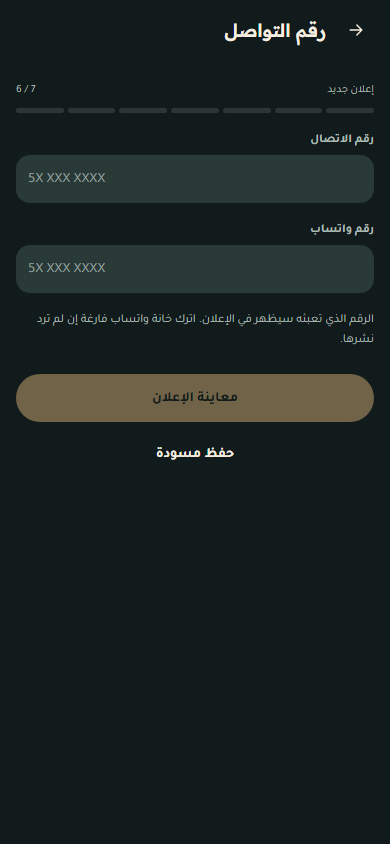 رقم التواصل
إعلان جديد
6 / 7
رقم الاتصال
5X XXX XXXX
رقم واتساب
5X XXX XXXX
الرقم الذي تعبئه سيظهر في الإعلان. اترك خانة واتساب فارغة إن لم ترد
نشرها.
معاينة الإعلان
حفظ مسودة